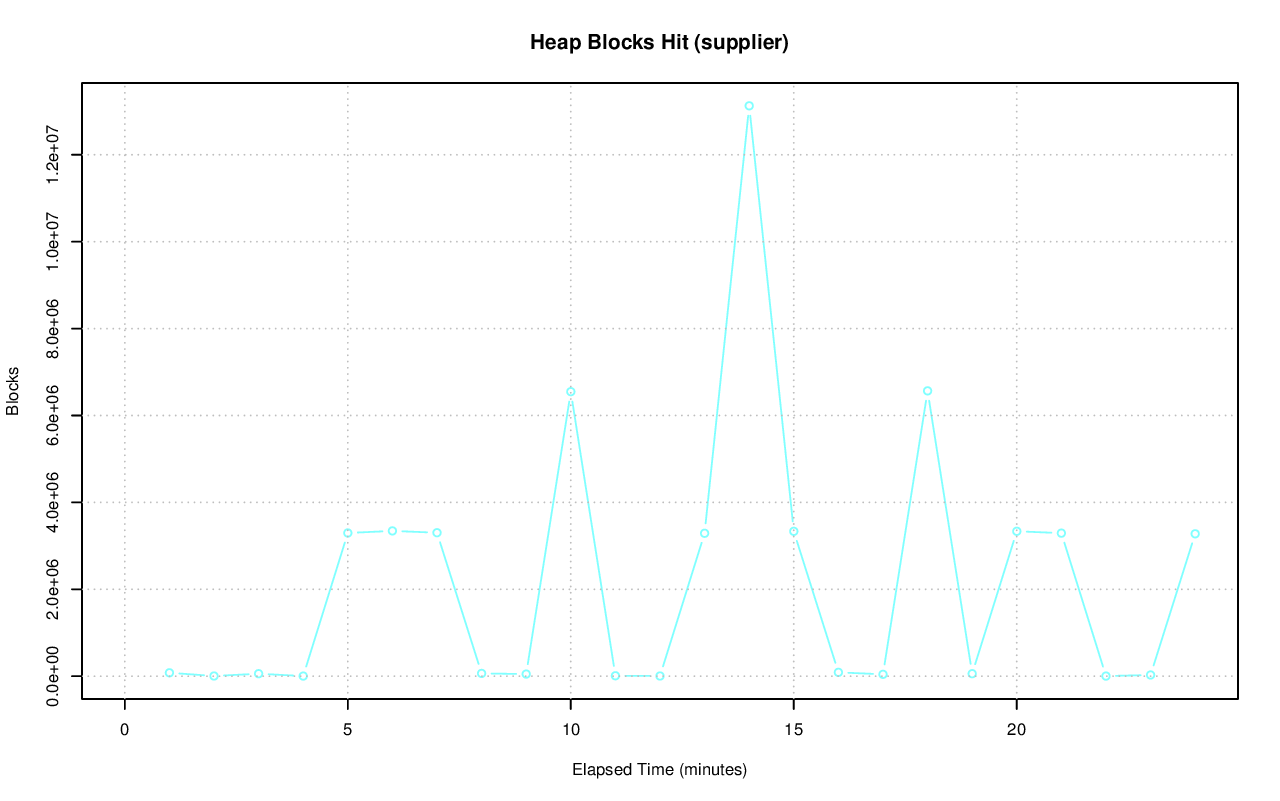 Heap Blocks Hit (supplier)
Blocks
1.2e+07
1.0e+07
8.0e+06
6.0e+06
4.0e+06
2.0e+06
0.0e+00
0 5 10 15 20
Elapsed Time (minutes)